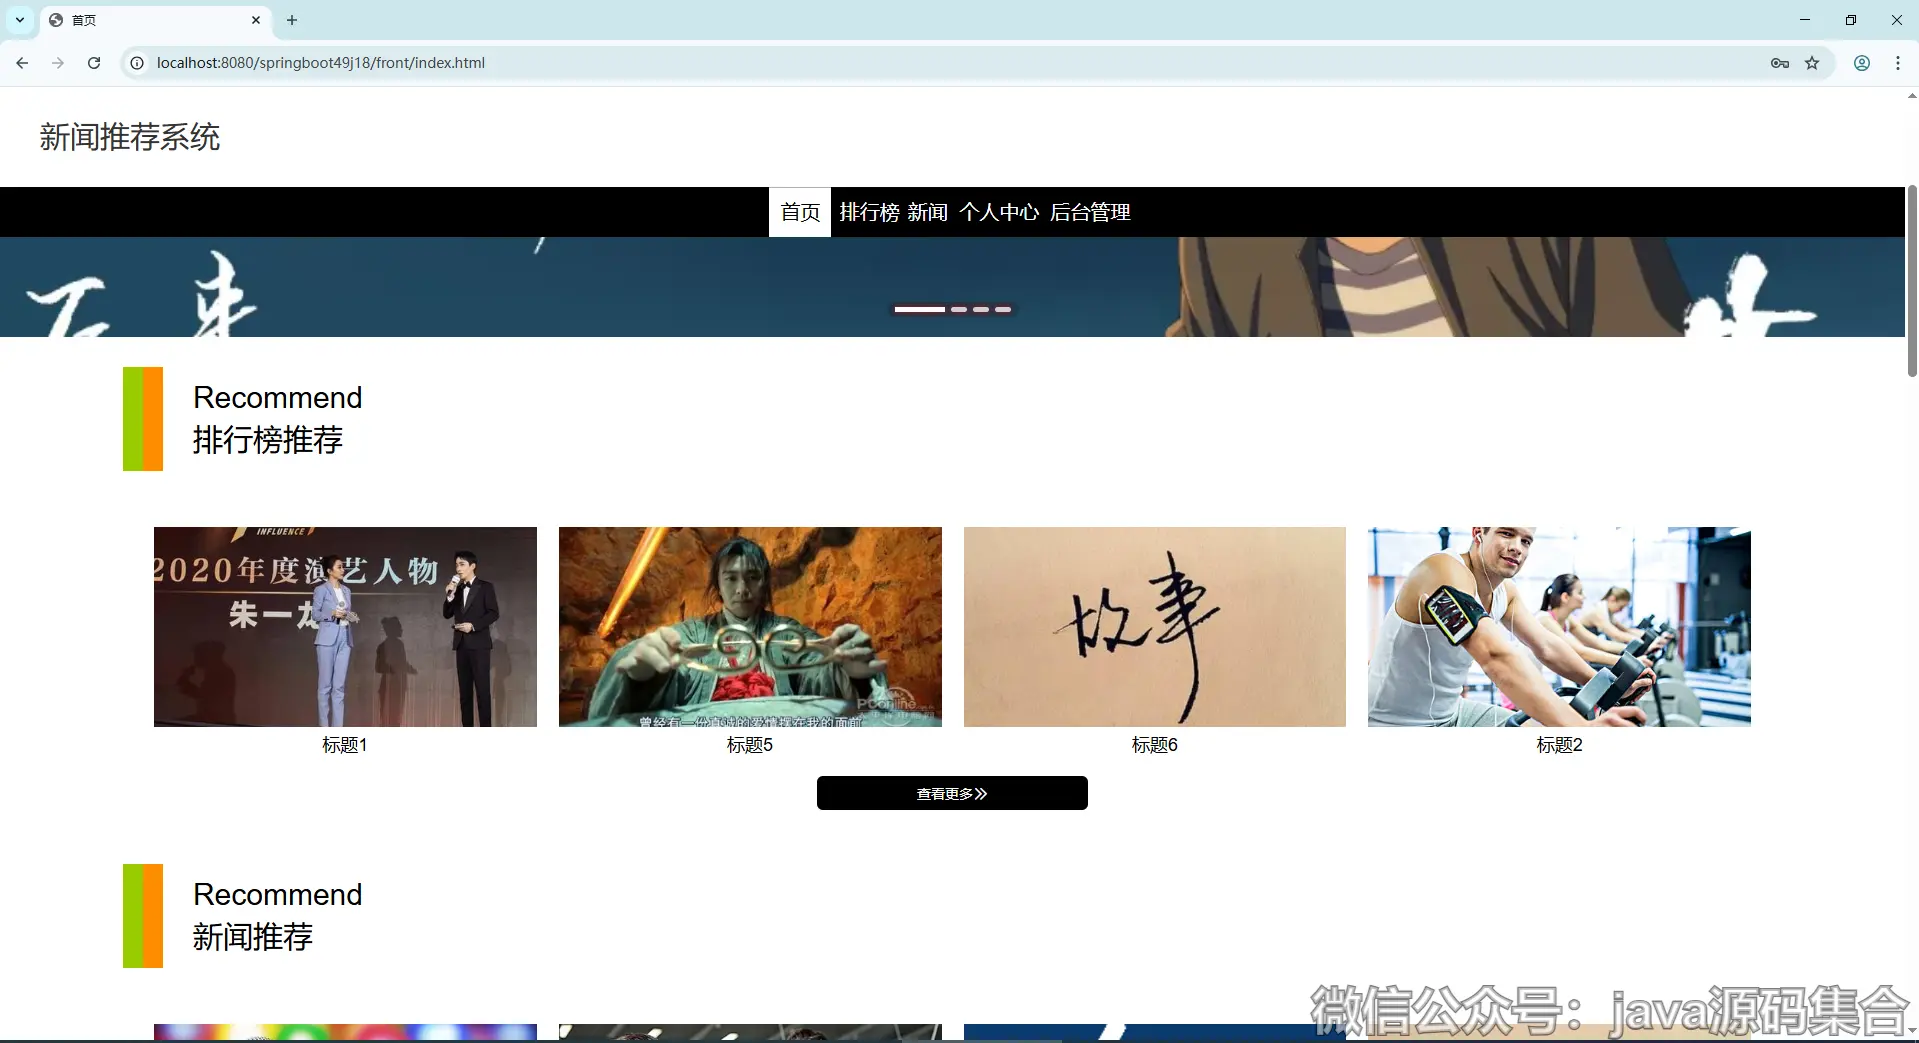 首页
localhost:8080/springboot49j18/front/index.html
新闻推荐系统
首页 排行榜 新闻 个人中心 后台管理
Recommend
排行榜推荐
INFLUENCE
2020年度演艺人物
朱一龙
曾经有一份真诚的爱情摆在我的面前
PConline
故事
标题1
标题5
标题6
标题2
查看更多
Recommend
新闻推荐
微信公众号：java源码集合